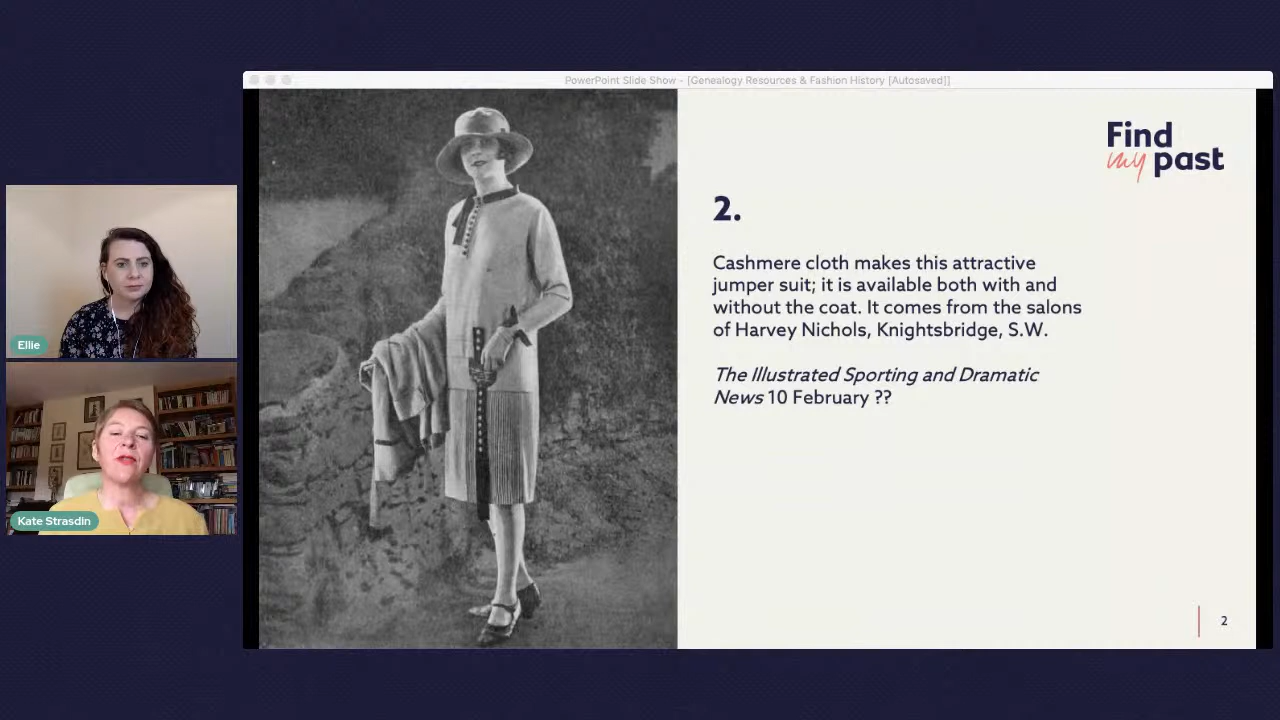 PowerPoint Slide Show - [Genealogy Resources & Fashion History [Autosaved]]
Find
my past
2.
Cashmere cloth makes this attractive
jumper suit; it is available both with and
without the coat. It comes from the salons
of Harvey Nichols, Knightsbridge, S.W.
The Illustrated Sporting and Dramatic
News 10 February ??
2
Ellie
Kate Strasdin